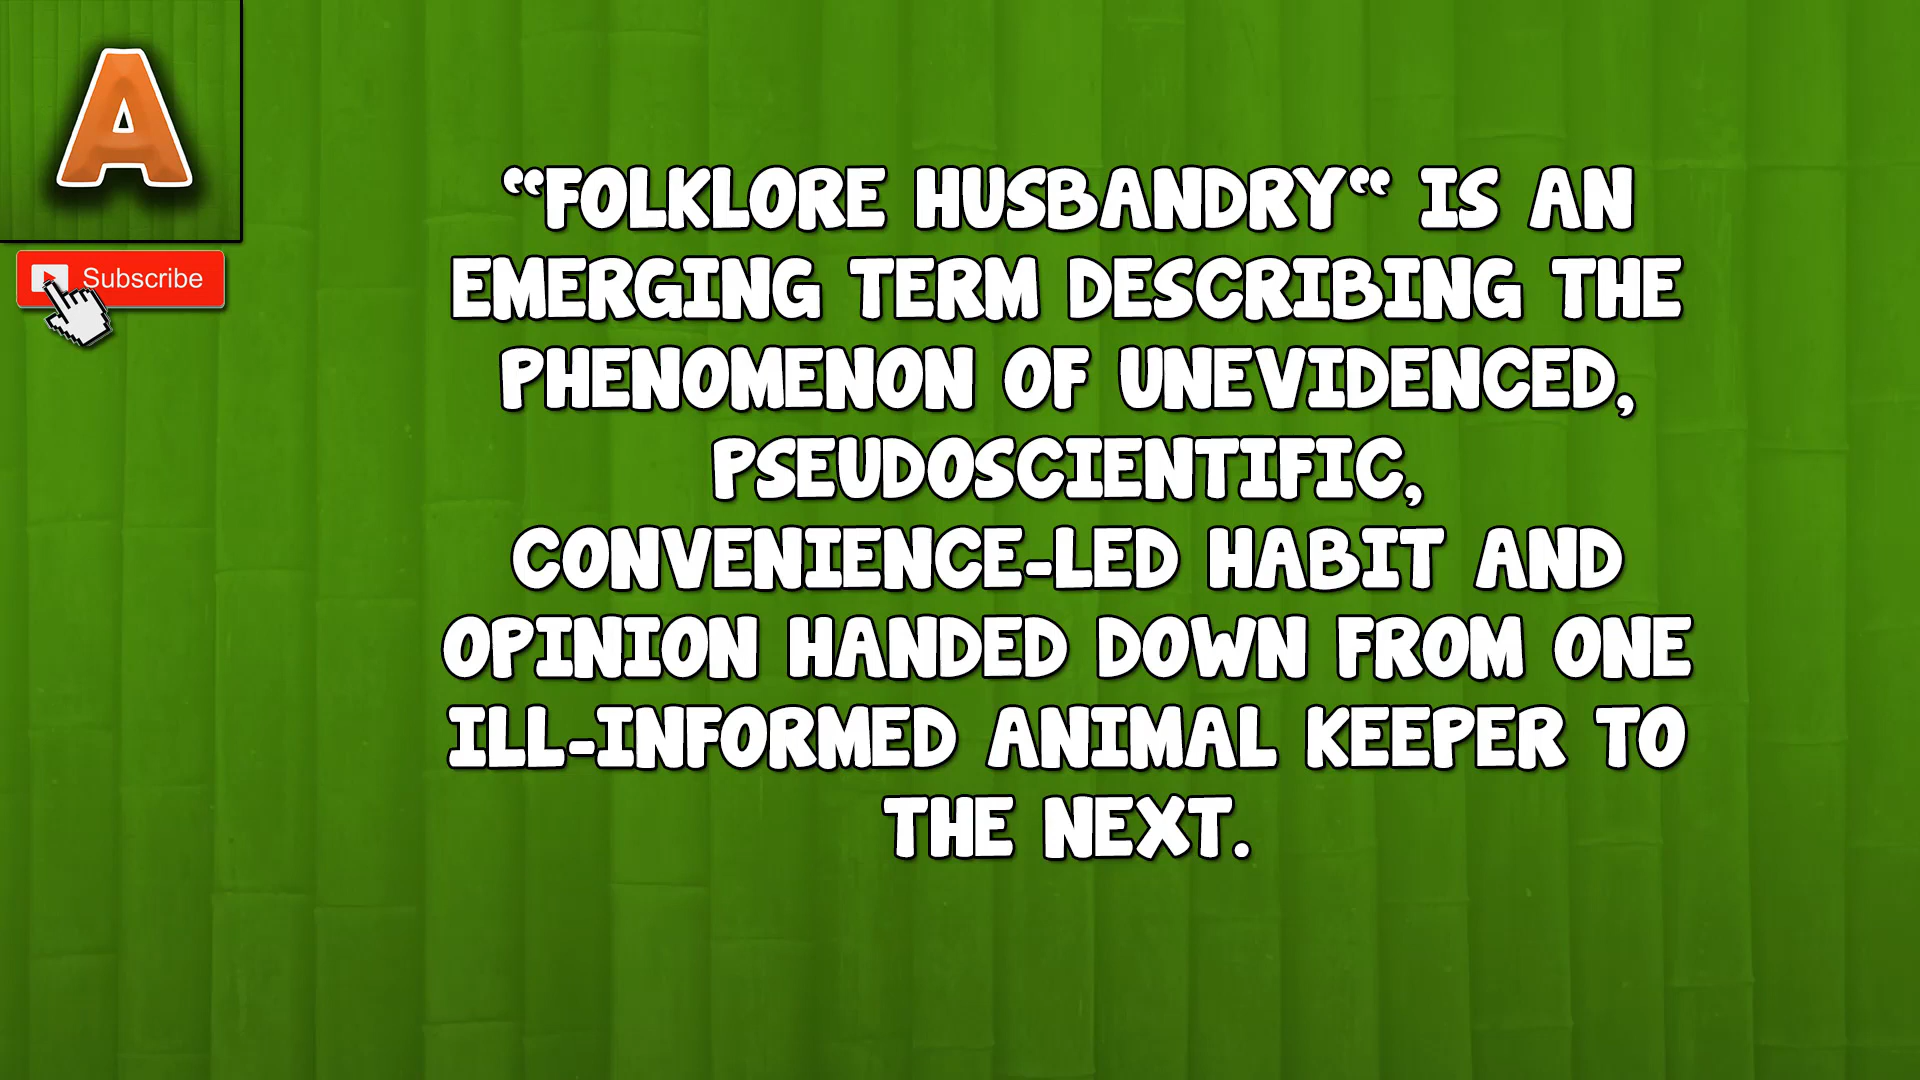 A
Subscribe
“FOLKLORE HUSBANDRY“ IS AN
EMERGING TERM DESCRIBING THE
PHENOMENON OF UNEVIDENCED,
PSEUDOSCIENTIFIC,
CONVENIENCE-LED HABIT AND
OPINION HANDED DOWN FROM ONE
ILL-INFORMED ANIMAL KEEPER TO
THE NEXT.